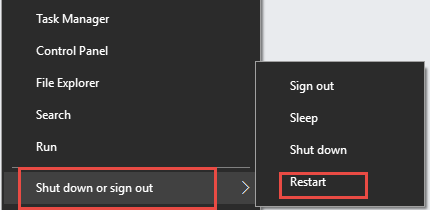 Task Manager
Control Panel
File Explorer
Search
Run
Shut down or sign out
Sign out
Sleep
Shut down
Restart